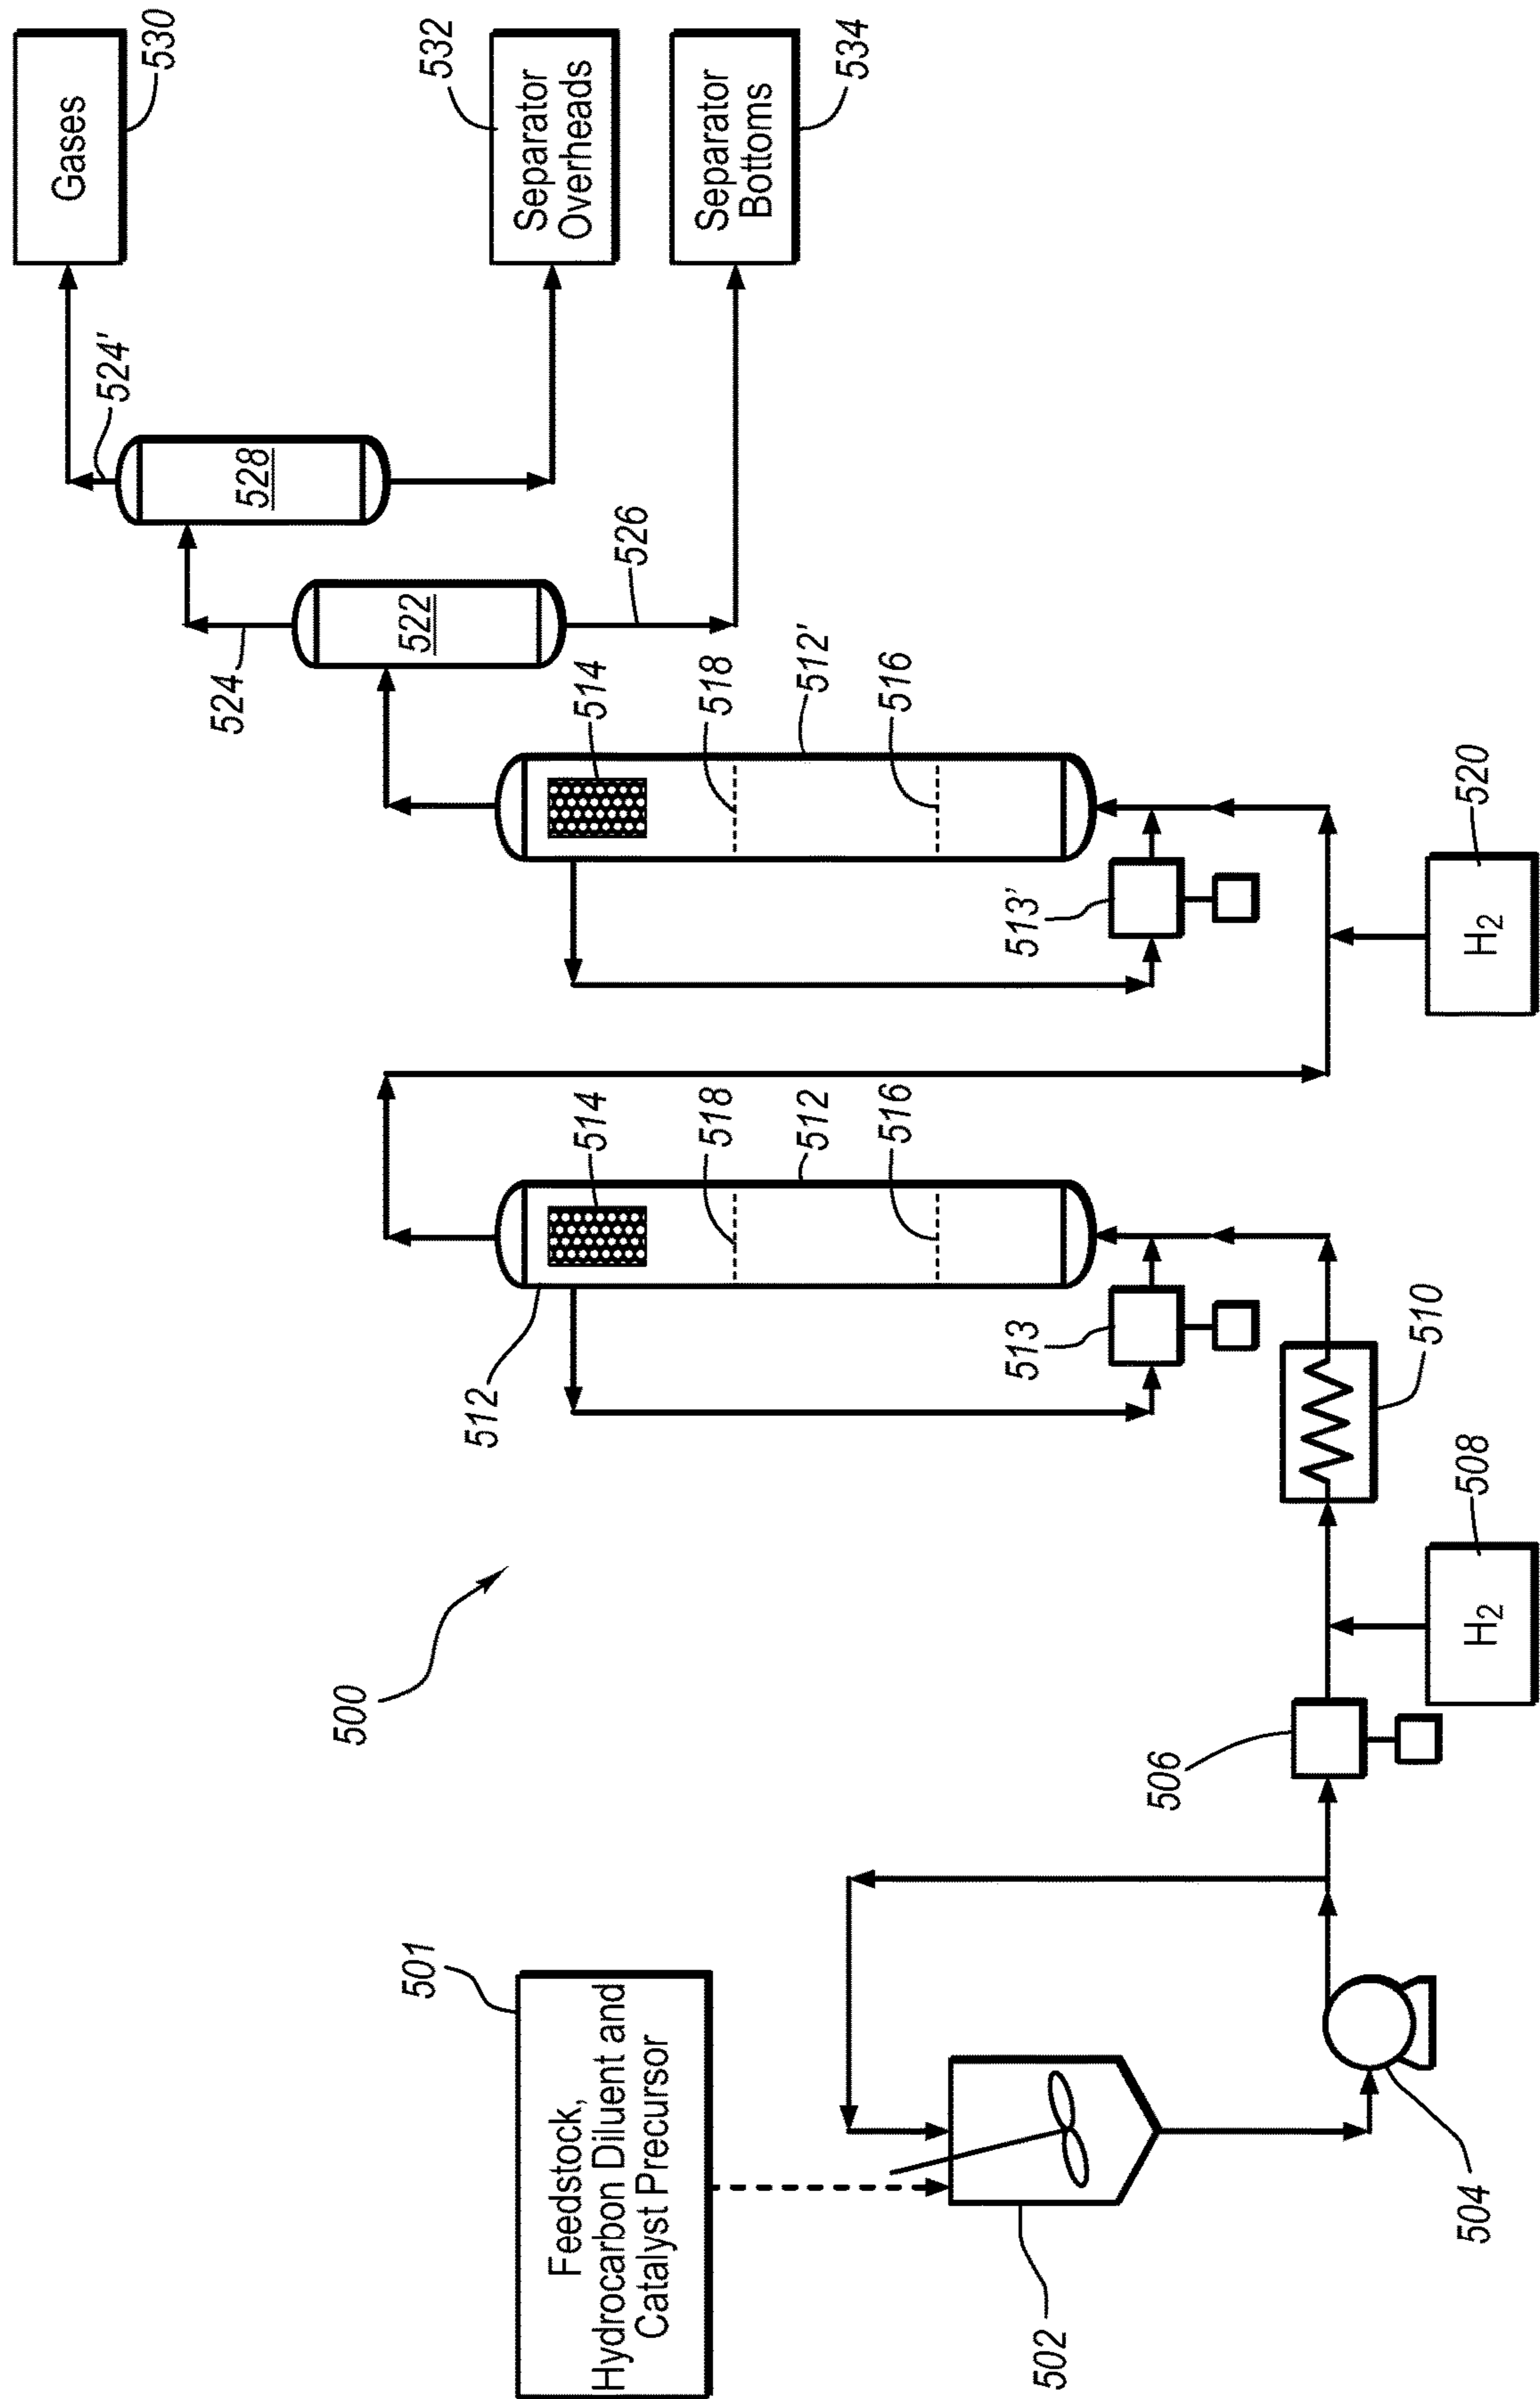 500
501
Feedstock,
Hydrocarbon Diluent and
Catalyst Precursor
502
504
506
508
H2
510
512
512
513
514
518
516
520
H2
512'
513'
514
518
516
522
524
526
528
524'
Gases
530
532
Separator
Overheads
534
Separator
Bottoms